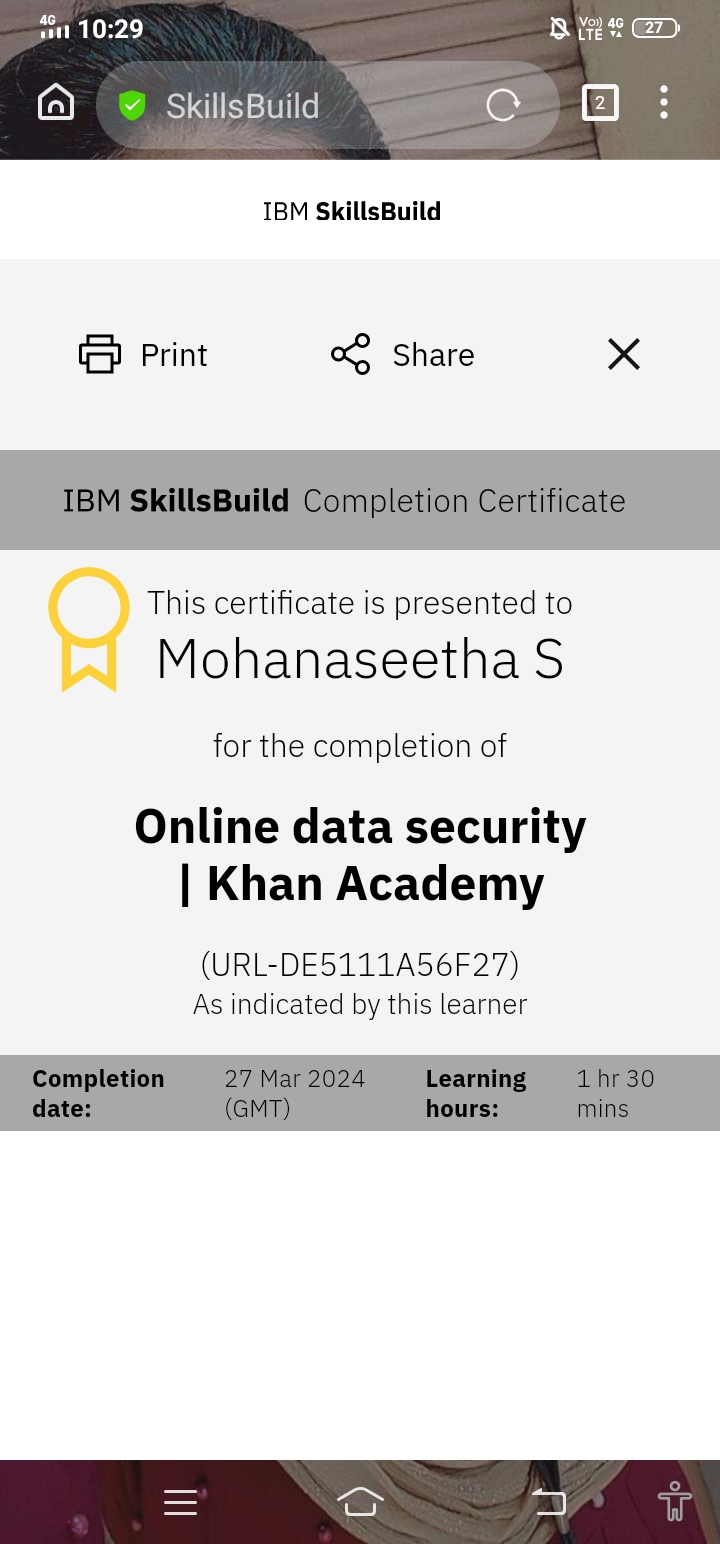 4G 10:29 Vo)) LTE 4G 27
SkillsBuild 2
IBM SkillsBuild
Print Share
IBM SkillsBuild Completion Certificate
This certificate is presented to
Mohanaseetha S
for the completion of
Online data security
| Khan Academy
(URL-DE5111A56F27)
As indicated by this learner
Completion date: 27 Mar 2024 (GMT) Learning hours: 1 hr 30 mins